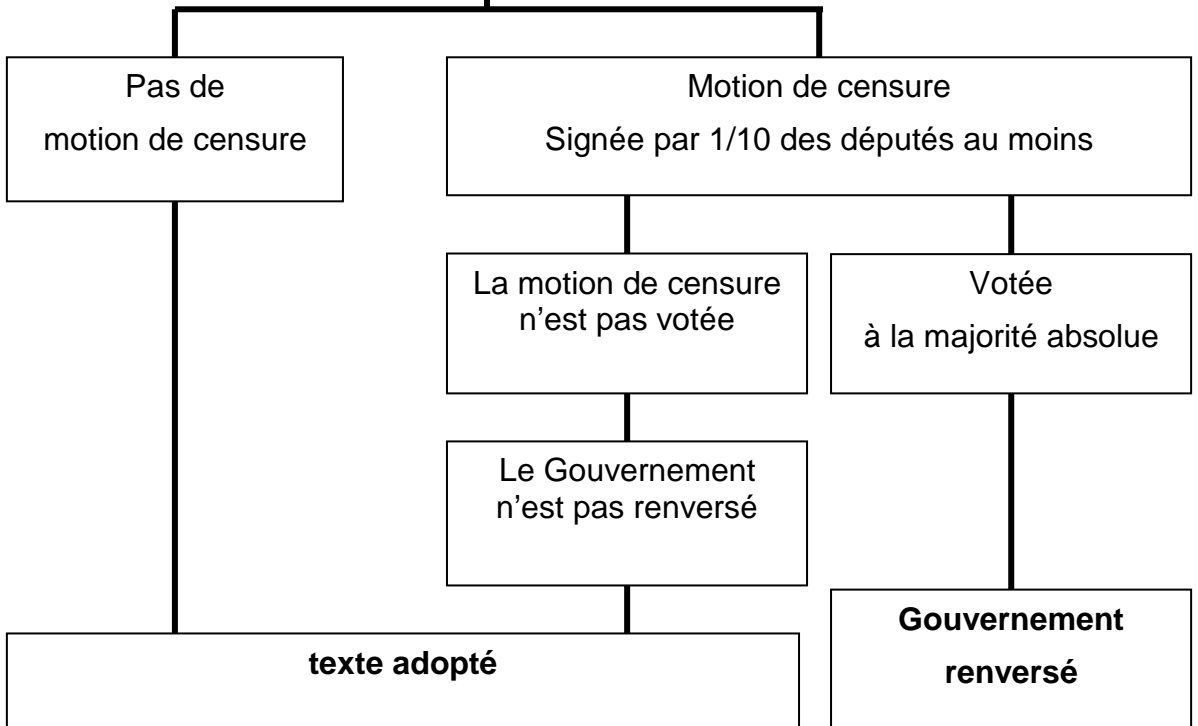 Pas de
motion de censure
Motion de censure
Signée par 1/10 des députés au moins
La motion de censure
n’est pas votée
Votée
à la majorité absolue
Le Gouvernement
n’est pas renversé
texte adopté
Gouvernement
renversé